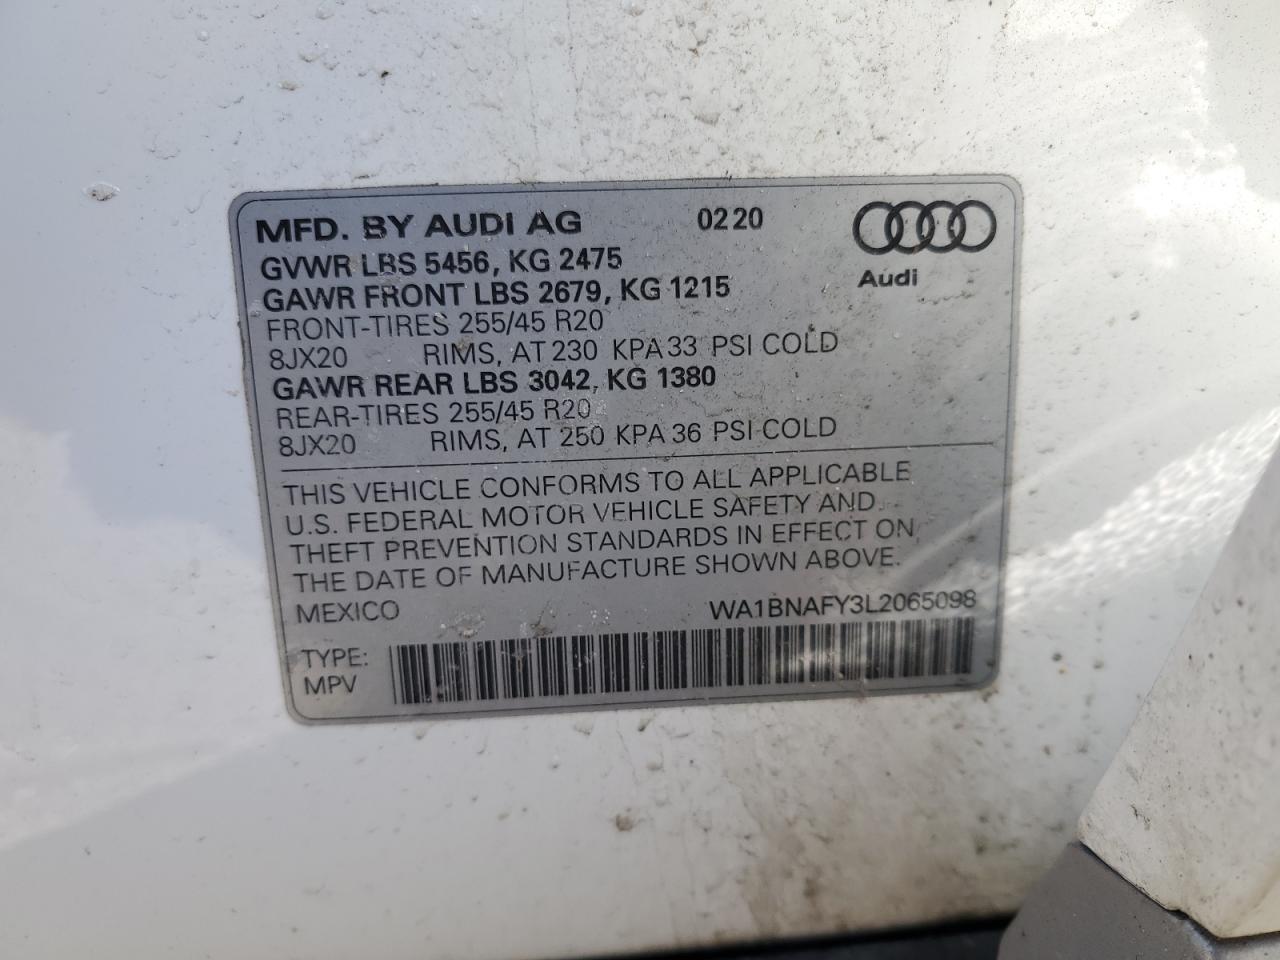 MFD. BY AUDI AG 0220
GVWR LBS 5456, KG 2475
GAWR FRONT LBS 2679, KG 1215
Audi
FRONT-TIRES 255/45 R20
8JX20 RIMS, AT 230 KPA 33 PSI COLD
GAWR REAR LBS 3042, KG 1380
REAR-TIRES 255/45 R20
8JX20 RIMS, AT 250 KPA 36 PSI COLD
THIS VEHICLE CONFORMS TO ALL APPLICABLE
U.S. FEDERAL MOTOR VEHICLE SAFETY AND
THEFT PREVENTION STANDARDS IN EFFECT ON
THE DATE OF MANUFACTURE SHOWN ABOVE.
MEXICO WA1BNAFY3L2065098
TYPE:
MPV